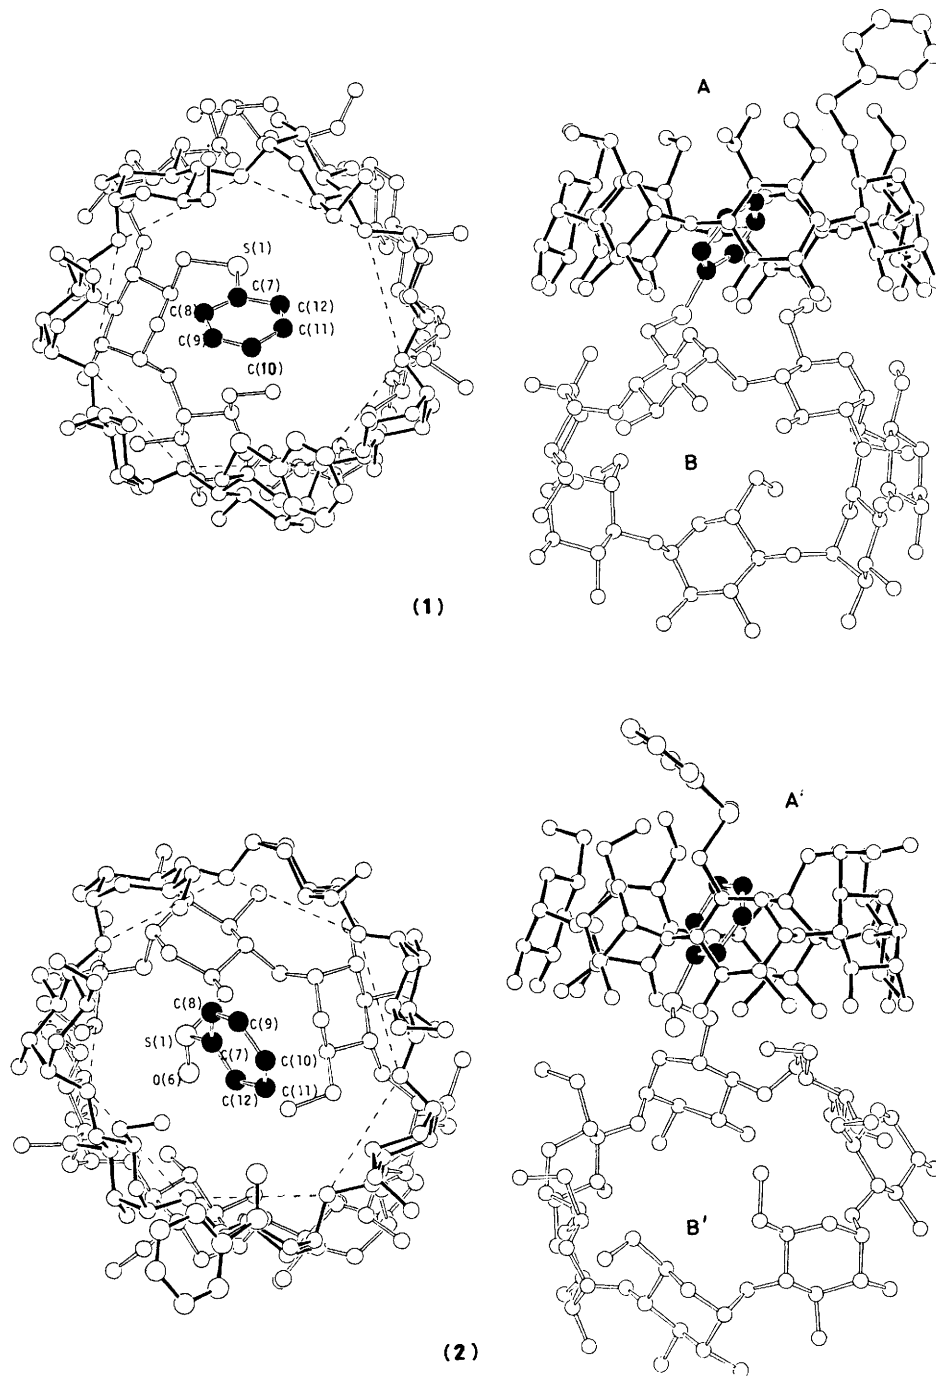 A
S(1)
C(7)
C(8)
C(12)
C(11)
C(9)
C(10)
B
(1)
A'
C(8)
C(9)
S(1)
C(7)
C(10)
O(6)
C(11)
C(12)
B'
(2)